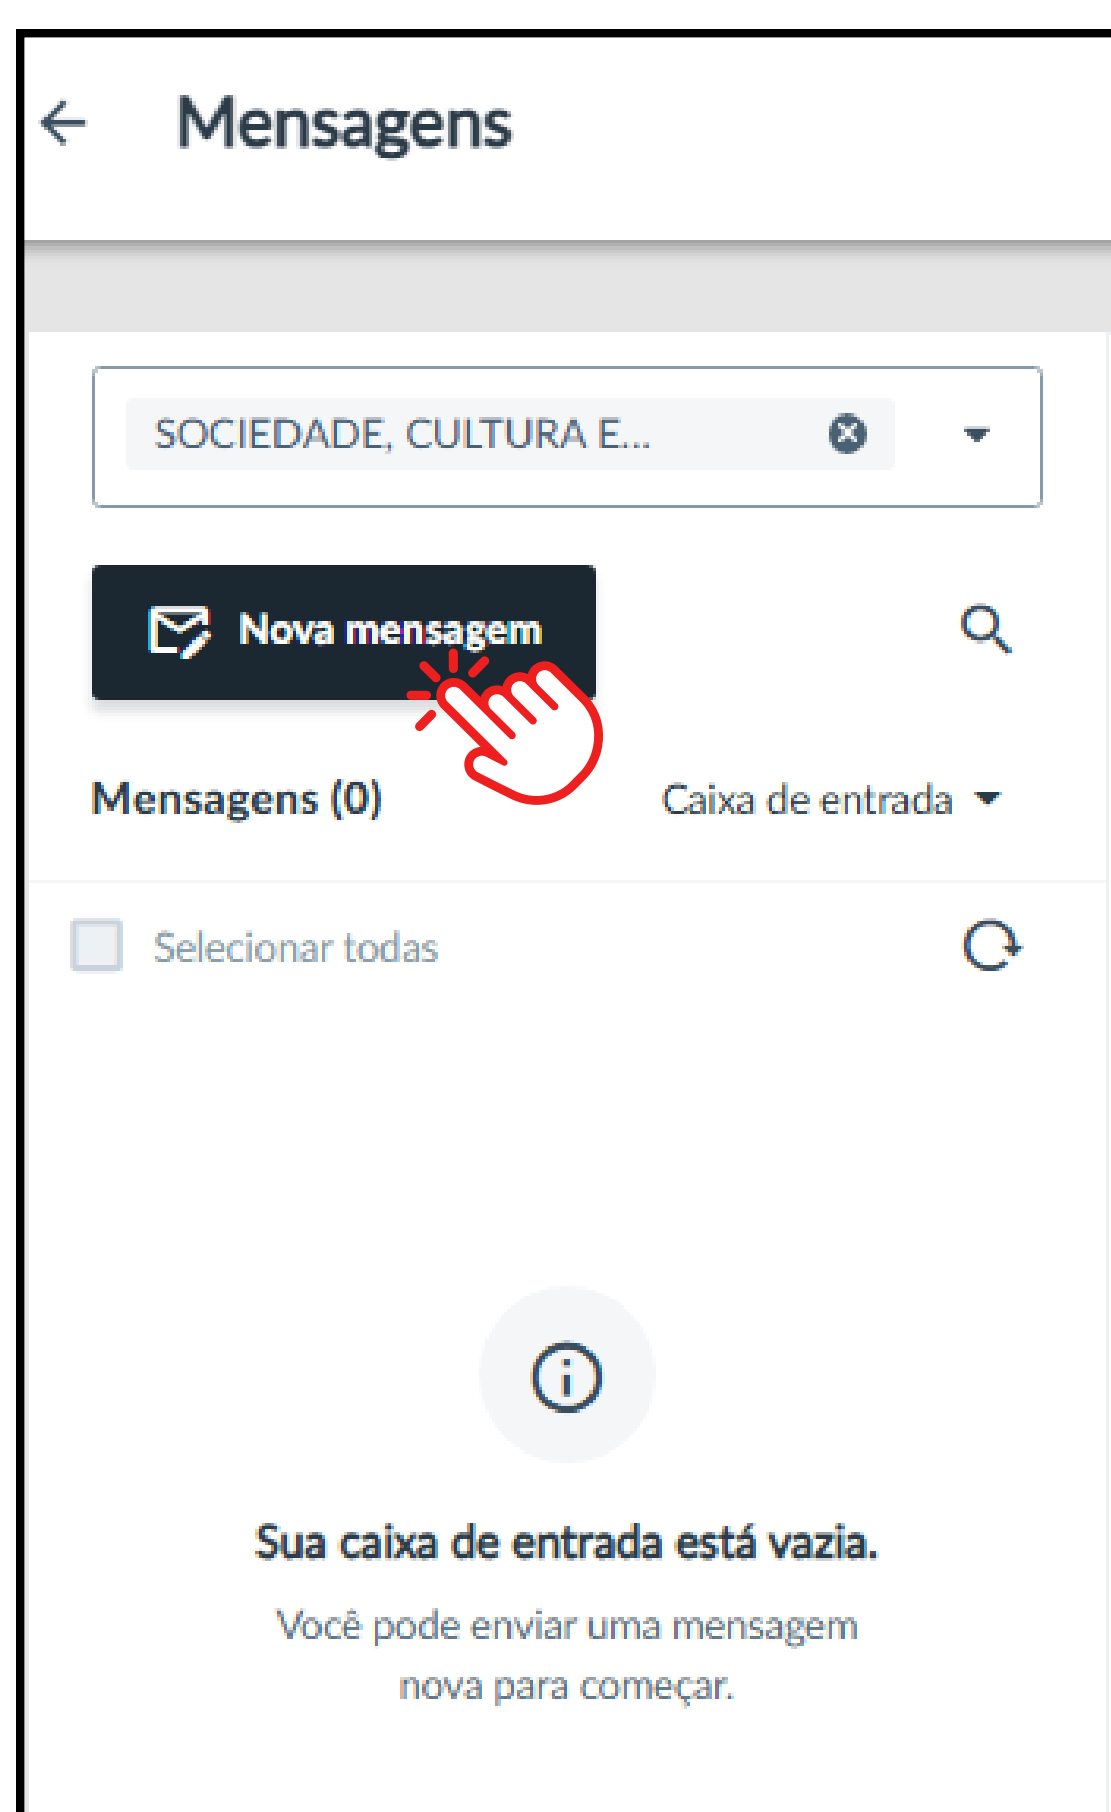 Mensagens
SOCIEDADE, CULTURA E...
Nova mensagem
Mensagens (0)
Caixa de entrada
Selecionar todas
Sua caixa de entrada está vazia.
Você pode enviar uma mensagem
nova para começar.